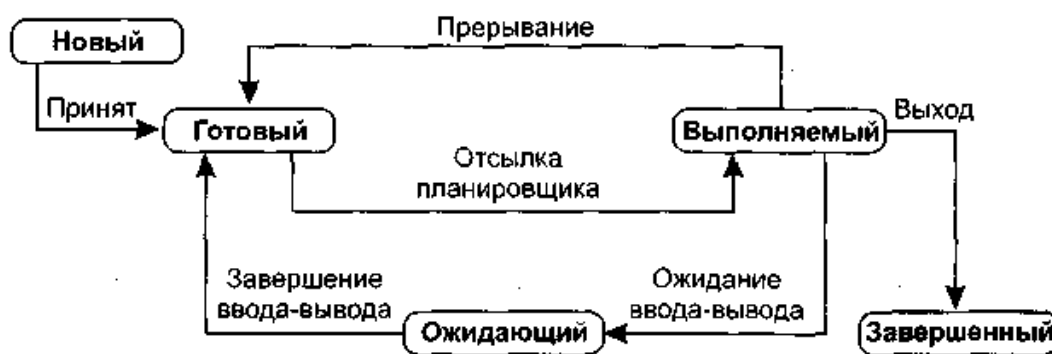 Прерывание
Новый
Принят
Готовый
Выполняемый
Выход
Отсылка
планировщика
Завершение
ввода-вывода
Ожидание
ввода-вывода
Ожидающий
Завершенный